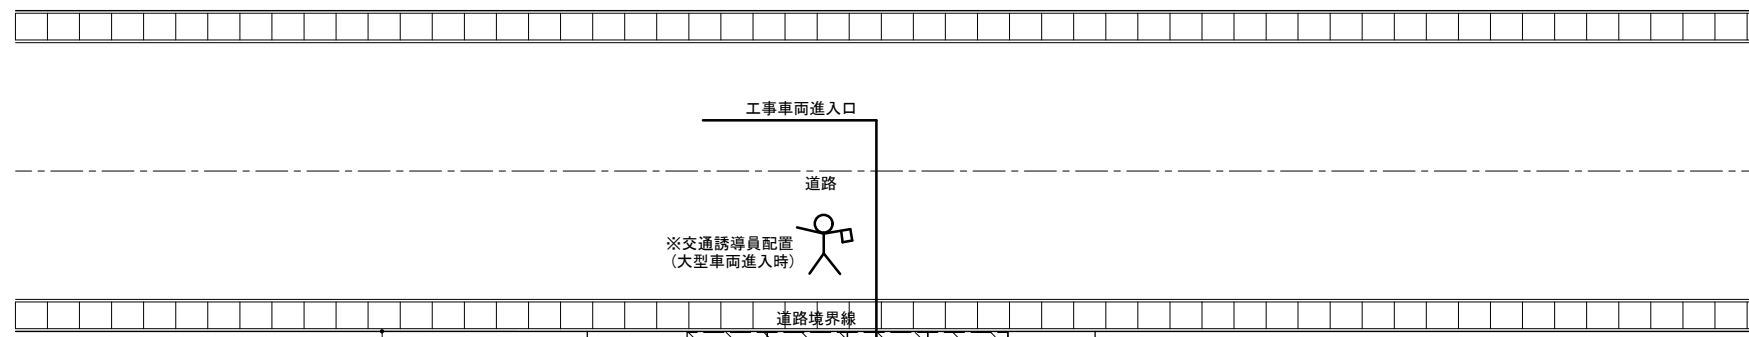 工事車両進入口
道路
※交通誘導員配置
（大型車両進入時）
道路境界線